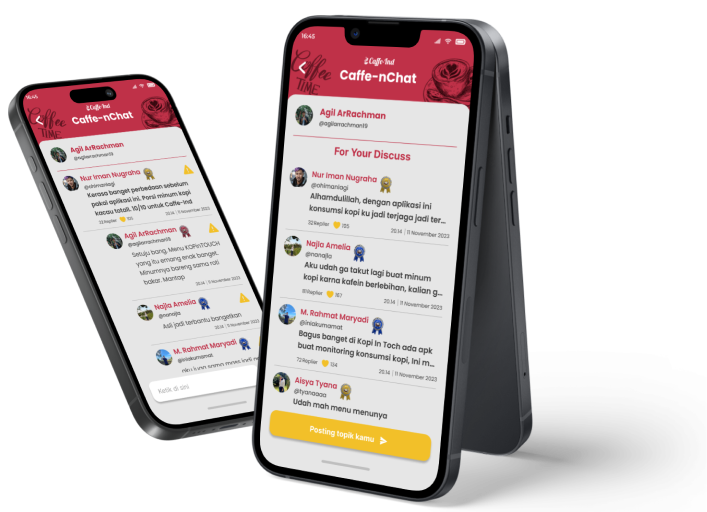 16:45
Coffee
TIME
Caffe-Ind
Caffe-nChat
Agil ArRachman
@agilarrachman19
Nur Iman Nugraha
@ohimaniagi
Kerasa banget perbedaan sebelum
pakai aplikasi ini. Porsi minum kopi
kacau total!. 10/10 untuk Caffe-Ind
20:14 | 11 November 2023
Agil ArRachman
@agilarrachman19
Setuju bang, Menu KOPInTOUCH
yang itu emang enak banget.
Minumnya bareng sama roti
bakar. Mantap
20:14 | 11 November 2023
Najla Amelia
@nanajla
Asli jadi terbantu bangetkan
20:14 | 11 November 2023
M. Rahmat Maryadi
@iniakumamat
Ketik di sini
16:45
Coffee
TIME
Caffe-Ind
Caffe-nChat
Agil ArRachman
@agilarrachman19
For Your Discuss
Nur Iman Nugraha
@ohimaniagi
Alhamdulillah, dengan aplikasi ini
konsumsi kopi ku jadi terjaga jadi ter...
32 Replier 105
20:14 | 11 November 2023
Najla Amelia
@nanajla
Aku udah ga takut lagi buat minum
kopi karna kafein berlebihan, kalian g...
91 Replier 167
20:14 | 11 November 2023
M. Rahmat Maryadi
@iniakumamat
Bagus banget di Kopi In Toch ada apk
buat monitoring konsumsi kopi, Ini m...
72 Replier 134
20:14 | 11 November 2023
Aisya Tyana
@tyanaaaa
Udah mah menu menunya
Posting topik kamu